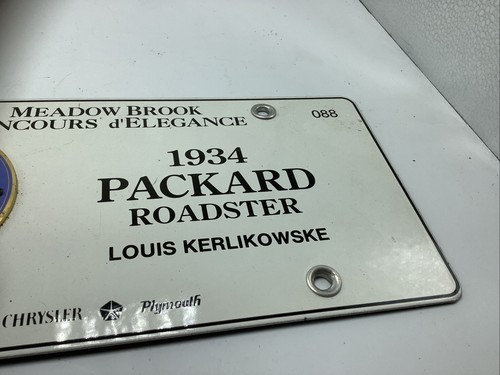 MEADOW BROOK
NCOURS d'ELEGANCE
088
1934
PACKARD
ROADSTER
LOUIS KERLIKOWSKE
CHRYSLER Plymouth